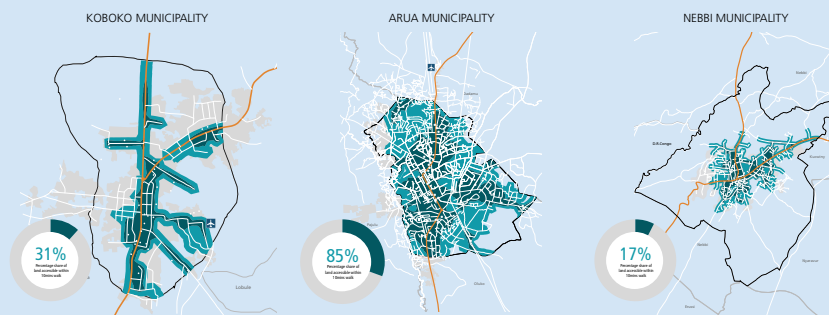 KOBOKO MUNICIPALITY
ARUA MUNICIPALITY
NEBBI MUNICIPALITY
D.R.Congo
31%
Percentage share of
land accessible within
10mins walk
Lobule
85%
Percentage share of
land accessible within
10mins walk
17%
Percentage share of
land accessible within
10mins walk